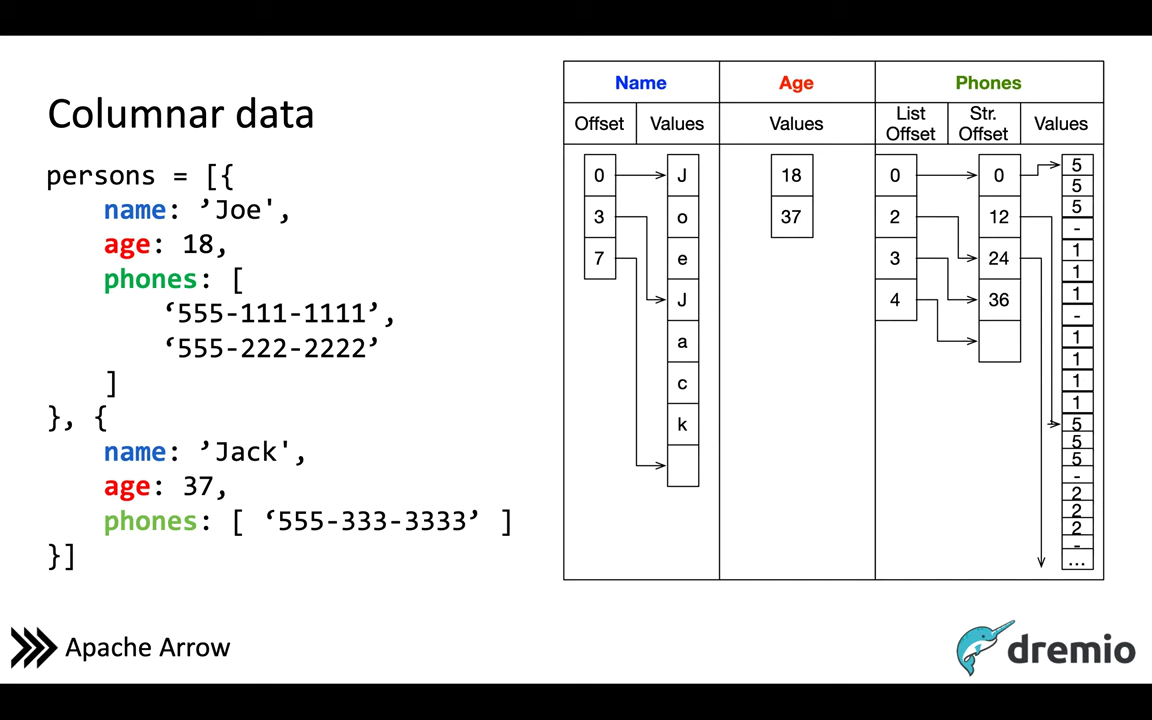 Columnar data
persons = [{
name: ’Joe',
age: 18,
phones: [
‘555-111-1111’,
‘555-222-2222’
]
}, {
name: ’Jack',
age: 37,
phones: [ ‘555-333-3333’ ]
}]
Name Age Phones
Offset Values Values List Offset Str. Offset Values
0
3
7
J
o
e
J
a
c
k
18
37
0
2
3
4
0
12
24
36
5
5
5
-
1
1
1
-
1
1
1
1
5
5
5
-
2
2
2
-
...
Apache Arrow
dremio